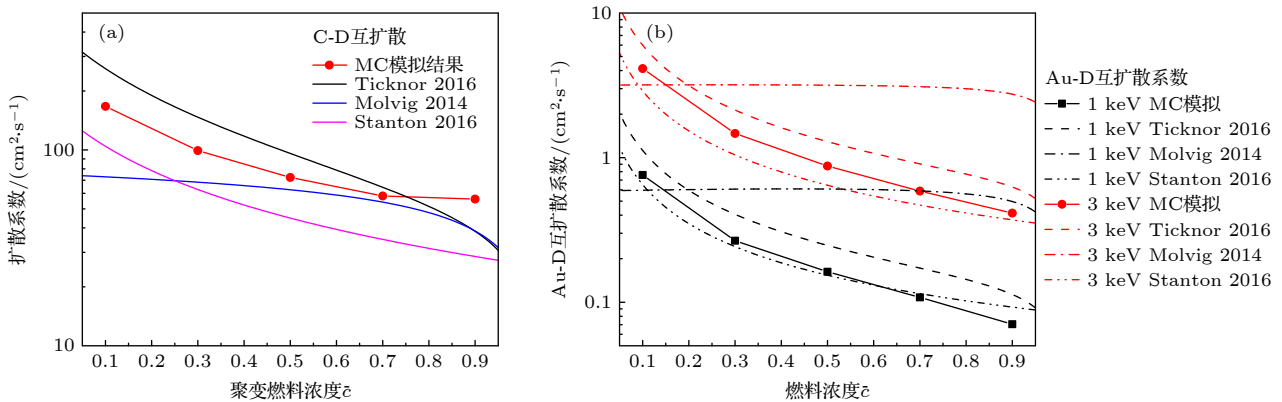 (a)
C-D互扩散
MC模拟结果
Ticknor 2016
Molvig 2014
Stanton 2016
扩散系数/(cm²·s⁻¹)
100
10
0.1 0.2 0.3 0.4 0.5 0.6 0.7 0.8 0.9
聚变燃料浓度c̄
(b)
Au-D互扩散系数/(cm²·s⁻¹)
10
1
0.1
0.1 0.2 0.3 0.4 0.5 0.6 0.7 0.8 0.9
燃料浓度c̄
Au-D互扩散系数
1 keV MC模拟
1 keV Ticknor 2016
1 keV Molvig 2014
1 keV Stanton 2016
3 keV MC模拟
3 keV Ticknor 2016
3 keV Molvig 2014
3 keV Stanton 2016